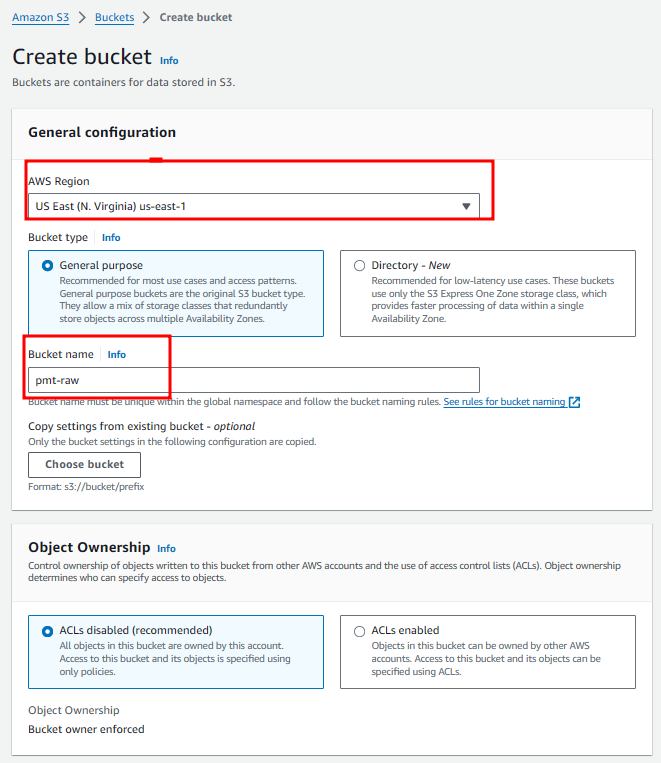 Amazon S3 > Buckets > Create bucket
Create bucket Info
Buckets are containers for data stored in S3.
General configuration
AWS Region
US East (N. Virginia) us-east-1
Bucket type Info
General purpose
Recommended for most use cases and access patterns.
General purpose buckets are the original S3 bucket type.
They allow a mix of storage classes that redundantly
store objects across multiple Availability Zones.
Directory - New
Recommended for low-latency use cases. These buckets
use only the S3 Express One Zone storage class, which
provides faster processing of data within a single
Availability Zone.
Bucket name Info
pmt-raw
Bucket name must be unique within the global namespace and follow the bucket naming rules. See rules for bucket naming
Copy settings from existing bucket - optional
Only the bucket settings in the following configuration are copied.
Choose bucket
Format: s3://bucket/prefix
Object Ownership Info
Control ownership of objects written to this bucket from other AWS accounts and the use of access control lists (ACLs). Object ownership
determines who can specify access to objects.
ACLs disabled (recommended)
All objects in this bucket are owned by this account.
Access to this bucket and its objects is specified using
only policies.
ACLs enabled
Objects in this bucket can be owned by other AWS
accounts. Access to this bucket and its objects can be
specified using ACLs.
Object Ownership
Bucket owner enforced